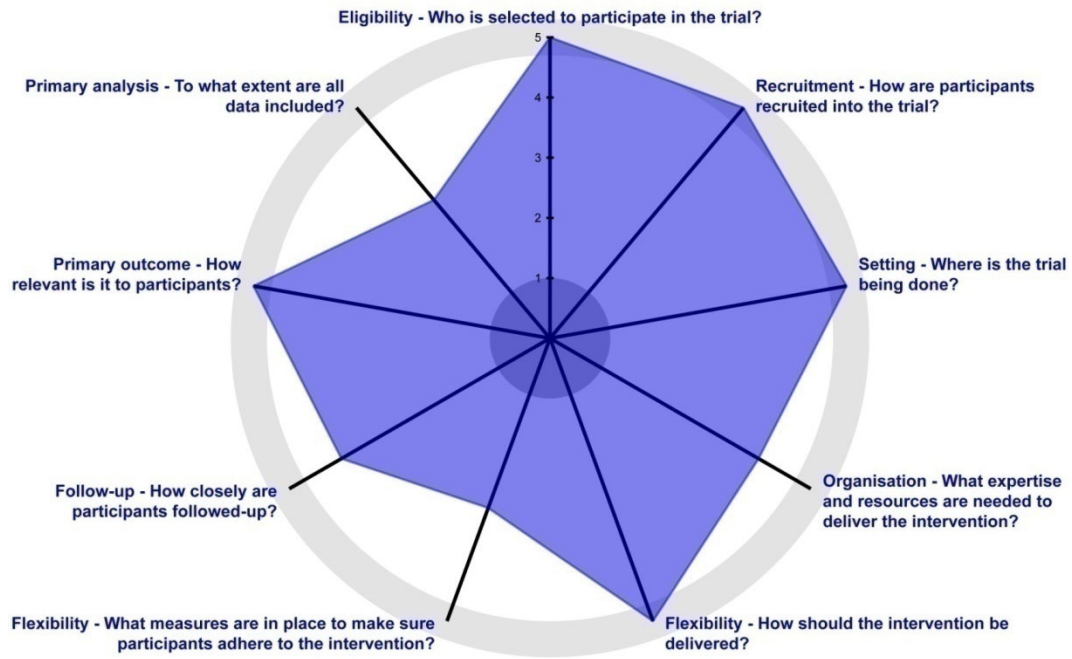 Eligibility - Who is selected to participate in the trial?
5
Primary analysis - To what extent are all
data included?
Recruitment - How are participants
recruited into the trial?
4
3
2
Primary outcome - How
relevant is it to participants?
Setting - Where is the trial
being done?
1
Follow-up - How closely are
participants followed-up?
Organisation - What expertise
and resources are needed to
deliver the intervention?
Flexibility - What measures are in place to make sure
participants adhere to the intervention?
Flexibility - How should the intervention be
delivered?